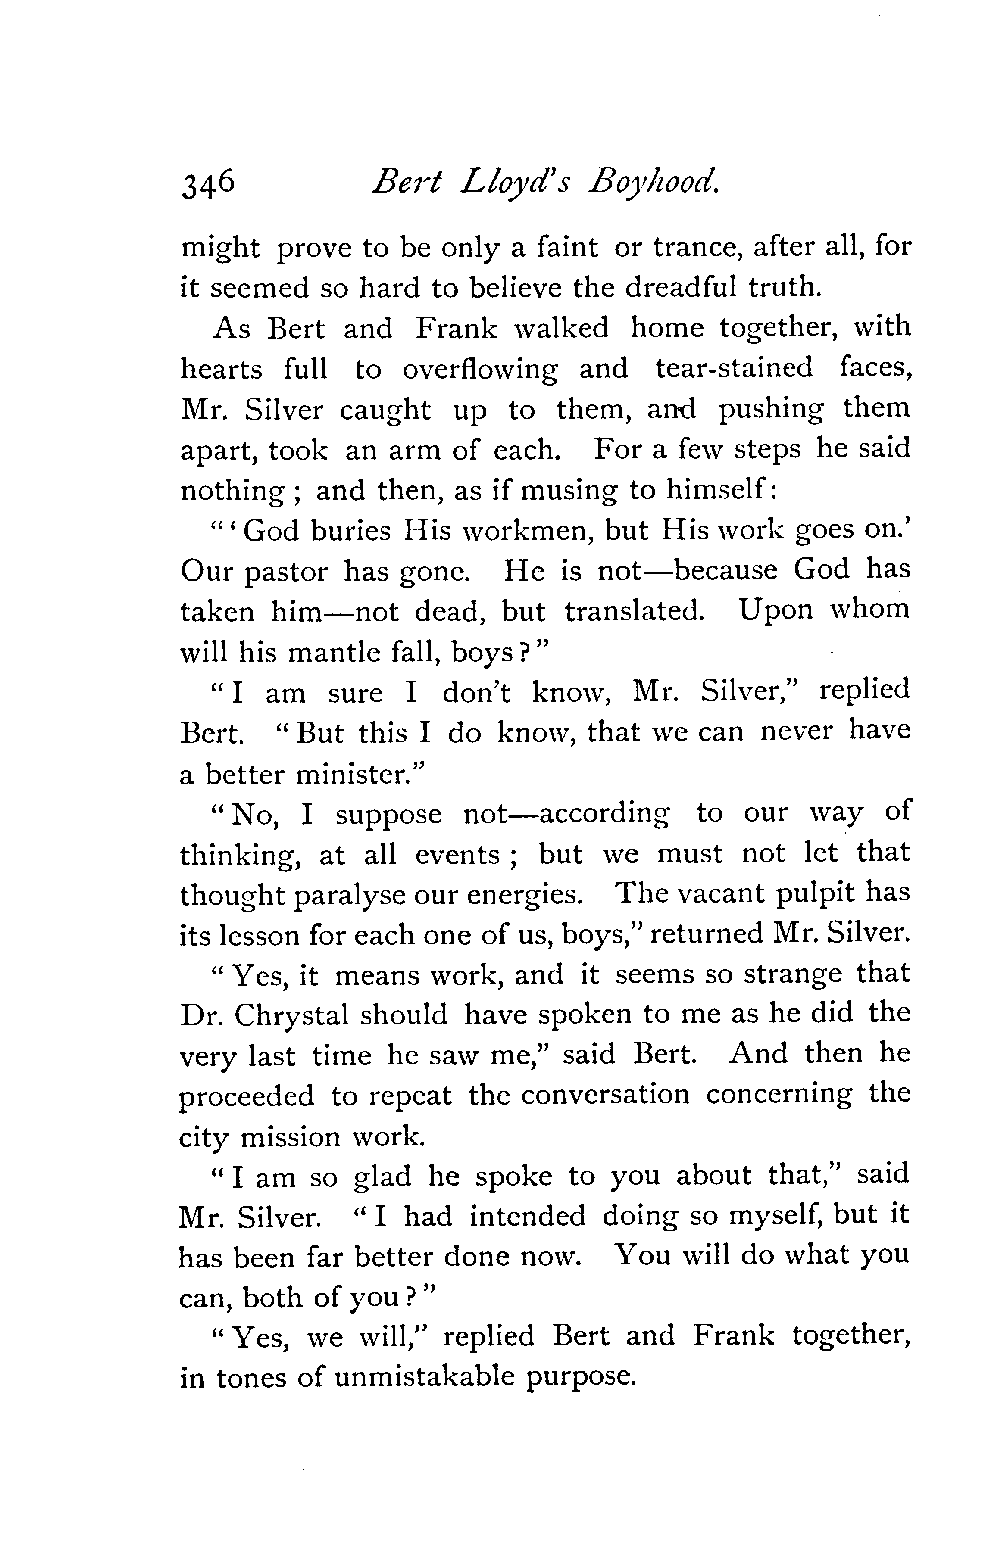 346 Bert Lloyd's Boyhood.
might prove to be only a faint or trance, after all, for
it seemed so hard to believe the dreadful truth.
As Bert and Frank walked home together, with
hearts full to overflowing and tear-stained faces,
Mr. Silver caught up to them, and pushing them
apart, took an arm of each. For a few steps he said
nothing ; and then, as if musing to himself:
“‘God buries His workmen, but His work goes on.’
Our pastor has gone. He is not—because God has
taken him—not dead, but translated. Upon whom
will his mantle fall, boys?”
“I am sure I don’t know, Mr. Silver,” replied
Bert. “But this I do know, that we can never have
a better minister.”
“No, I suppose not—according to our way of
thinking, at all events ; but we must not let that
thought paralyse our energies. The vacant pulpit has
its lesson for each one of us, boys,” returned Mr. Silver.
“Yes, it means work, and it seems so strange that
Dr. Chrystal should have spoken to me as he did the
very last time he saw me,” said Bert. And then he
proceeded to repeat the conversation concerning the
city mission work.
“I am so glad he spoke to you about that,” said
Mr. Silver. “I had intended doing so myself, but it
has been far better done now. You will do what you
can, both of you?”
“Yes, we will,” replied Bert and Frank together,
in tones of unmistakable purpose.